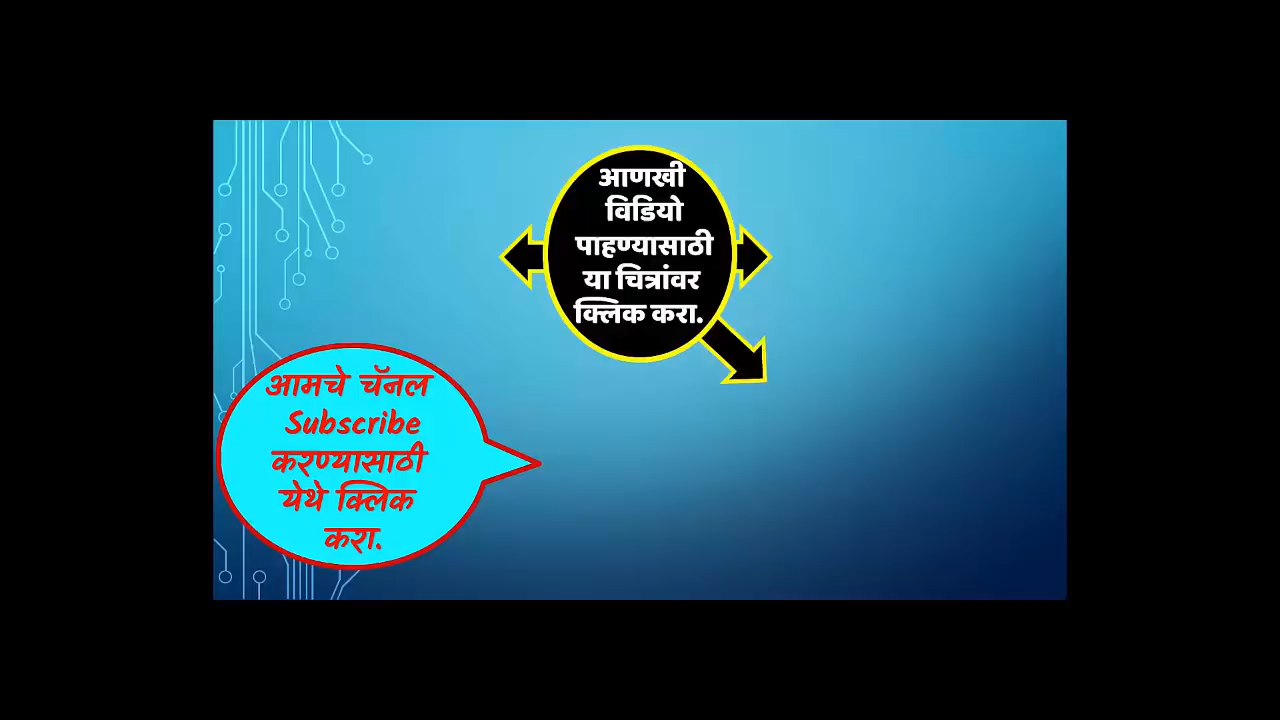 आणखी
विडियो
पाहण्यासाठी
या चित्रांवर
क्लिक करा.
आमचे चॅनल
Subscribe
करण्यासाठी
येथे क्लिक
करा.